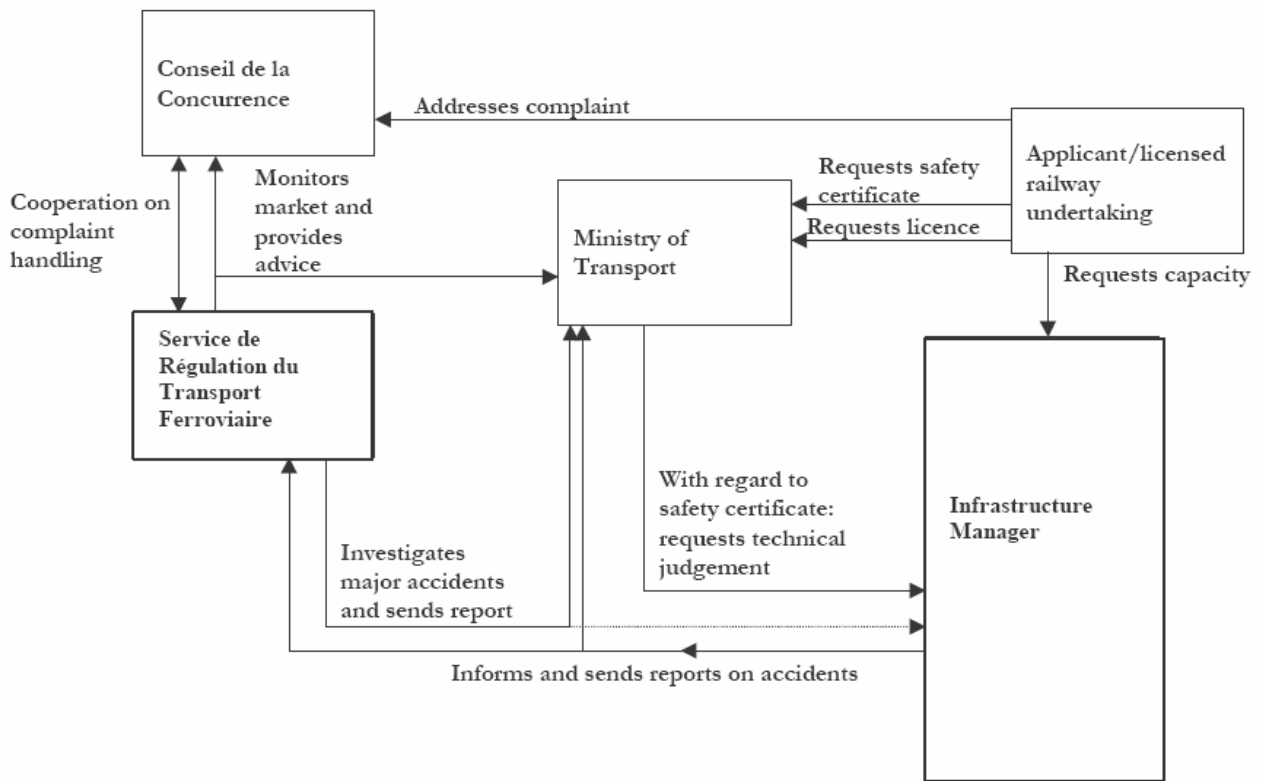 Conseil de la
Concurrence
Addresses complaint
Applicant/licensed
railway
undertaking
Requests safety
certificate
Requests licence
Monitors
market and
provides
advice
Cooperation on
complaint
handling
Ministry of
Transport
Requests capacity
Service de
Régulation du
Transport
Ferroviaire
With regard to
safety certificate:
requests technical
judgement
Infrastructure
Manager
Investigates
major accidents
and sends report
Informs and sends reports on accidents